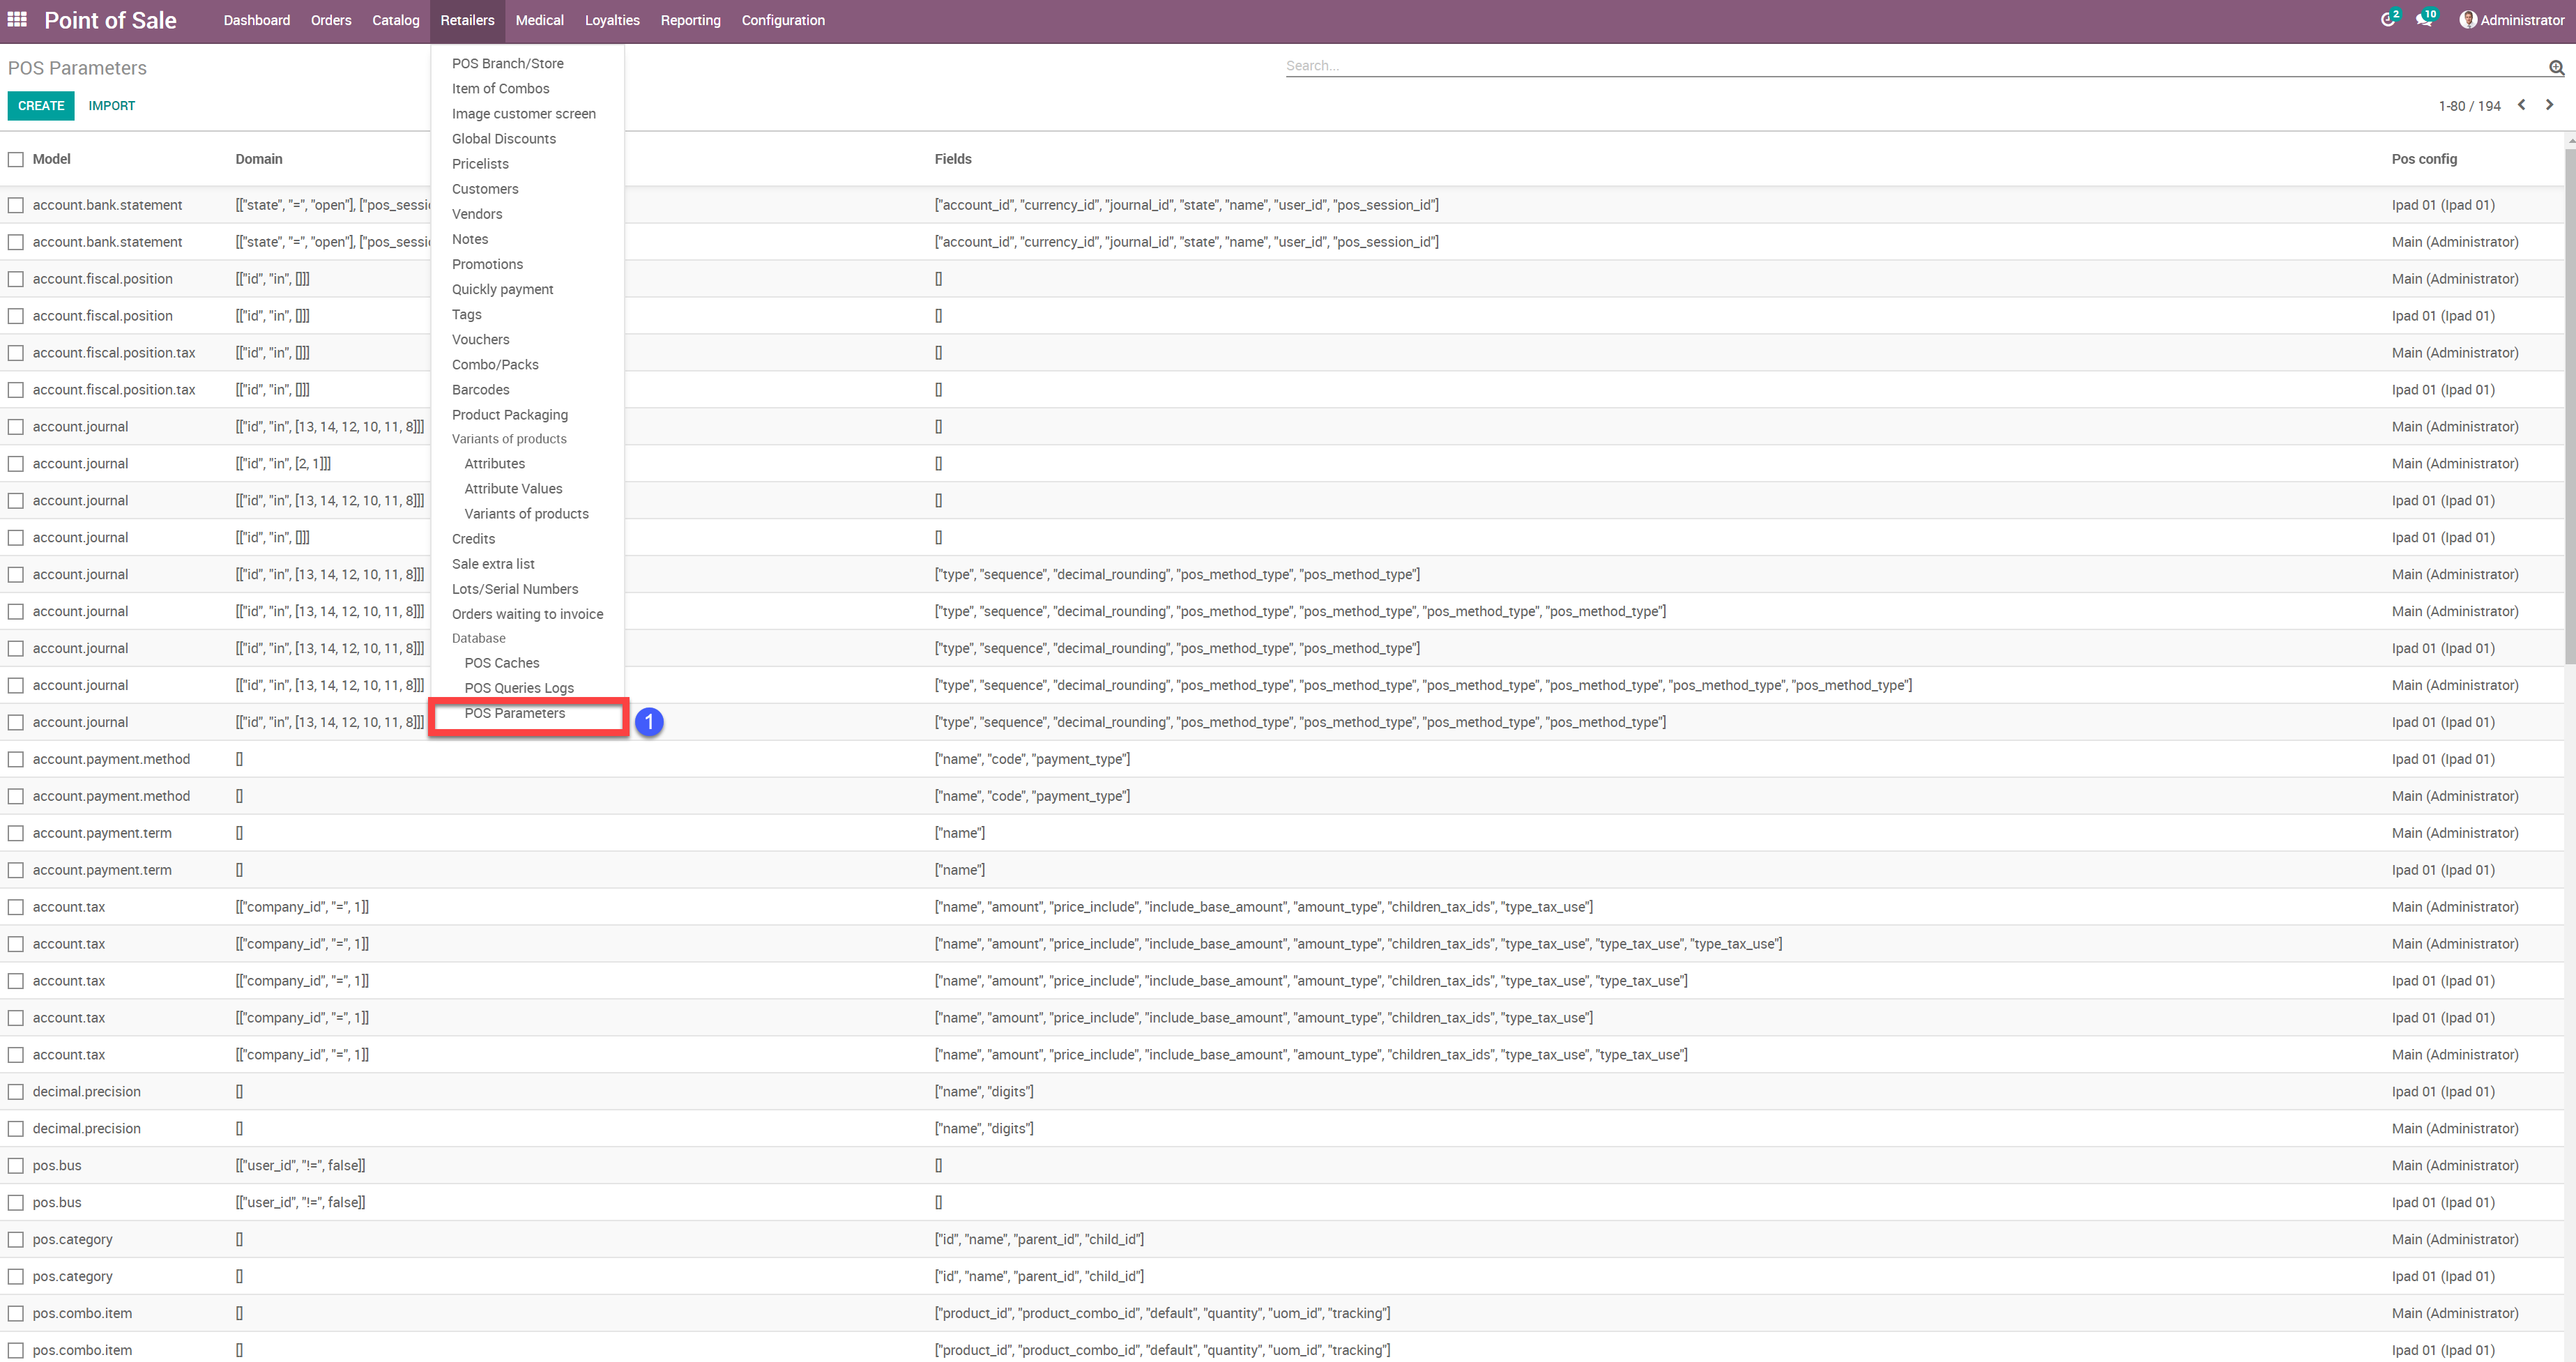 Point of Sale Dashboard Orders Catalog Retailers Medical Loyalties Reporting Configuration 2 10 Administrator
POS Parameters
Search...
CREATE IMPORT
1-80 / 194
POS Branch/Store
Item of Combos
Image customer screen
Global Discounts
Pricelists
Customers
Vendors
Notes
Promotions
Quickly payment
Tags
Vouchers
Combo/Packs
Barcodes
Product Packaging
Variants of products
Attributes
Attribute Values
Variants of products
Credits
Sale extra list
Lots/Serial Numbers
Orders waiting to invoice
Database
POS Caches
POS Queries Logs
POS Parameters
1
Model Domain Fields Pos config
account.bank.statement [["state", "=", "open"], ["pos_sessi ["account_id", "currency_id", "journal_id", "state", "name", "user_id", "pos_session_id"] Ipad 01 (Ipad 01)
account.bank.statement [["state", "=", "open"], ["pos_sessi ["account_id", "currency_id", "journal_id", "state", "name", "user_id", "pos_session_id"] Main (Administrator)
account.fiscal.position [["id", "in", []]] [] Main (Administrator)
account.fiscal.position [["id", "in", []]] [] Ipad 01 (Ipad 01)
account.fiscal.position.tax [["id", "in", []]] [] Main (Administrator)
account.fiscal.position.tax [["id", "in", []]] [] Ipad 01 (Ipad 01)
account.journal [["id", "in", [13, 14, 12, 10, 11, 8]]] [] Main (Administrator)
account.journal [["id", "in", [2, 1]]] [] Main (Administrator)
account.journal [["id", "in", [13, 14, 12, 10, 11, 8]]] [] Ipad 01 (Ipad 01)
account.journal [["id", "in", []]] [] Ipad 01 (Ipad 01)
account.journal [["id", "in", [13, 14, 12, 10, 11, 8]]] ["type", "sequence", "decimal_rounding", "pos_method_type", "pos_method_type"] Main (Administrator)
account.journal [["id", "in", [13, 14, 12, 10, 11, 8]]] ["type", "sequence", "decimal_rounding", "pos_method_type", "pos_method_type", "pos_method_type", "pos_method_type"] Main (Administrator)
account.journal [["id", "in", [13, 14, 12, 10, 11, 8]]] ["type", "sequence", "decimal_rounding", "pos_method_type", "pos_method_type"] Ipad 01 (Ipad 01)
account.journal [["id", "in", [13, 14, 12, 10, 11, 8]]] ["type", "sequence", "decimal_rounding", "pos_method_type", "pos_method_type", "pos_method_type", "pos_method_type", "pos_method_type", "pos_method_type"] Main (Administrator)
account.journal [["id", "in", [13, 14, 12, 10, 11, 8]]] ["type", "sequence", "decimal_rounding", "pos_method_type", "pos_method_type", "pos_method_type", "pos_method_type"] Ipad 01 (Ipad 01)
account.payment.method [] ["name", "code", "payment_type"] Ipad 01 (Ipad 01)
account.payment.method [] ["name", "code", "payment_type"] Main (Administrator)
account.payment.term [] ["name"] Main (Administrator)
account.payment.term [] ["name"] Ipad 01 (Ipad 01)
account.tax [["company_id", "=", 1]] ["name", "amount", "price_include", "include_base_amount", "amount_type", "children_tax_ids", "type_tax_use"] Main (Administrator)
account.tax [["company_id", "=", 1]] ["name", "amount", "price_include", "include_base_amount", "amount_type", "children_tax_ids", "type_tax_use", "type_tax_use", "type_tax_use"] Main (Administrator)
account.tax [["company_id", "=", 1]] ["name", "amount", "price_include", "include_base_amount", "amount_type", "children_tax_ids", "type_tax_use", "type_tax_use"] Ipad 01 (Ipad 01)
account.tax [["company_id", "=", 1]] ["name", "amount", "price_include", "include_base_amount", "amount_type", "children_tax_ids", "type_tax_use"] Ipad 01 (Ipad 01)
account.tax [["company_id", "=", 1]] ["name", "amount", "price_include", "include_base_amount", "amount_type", "children_tax_ids", "type_tax_use", "type_tax_use"] Main (Administrator)
decimal.precision [] ["name", "digits"] Ipad 01 (Ipad 01)
decimal.precision [] ["name", "digits"] Main (Administrator)
pos.bus [["user_id", "!=", false]] [] Main (Administrator)
pos.bus [["user_id", "!=", false]] [] Ipad 01 (Ipad 01)
pos.category [] ["id", "name", "parent_id", "child_id"] Main (Administrator)
pos.category [] ["id", "name", "parent_id", "child_id"] Ipad 01 (Ipad 01)
pos.combo.item [] ["product_id", "product_combo_id", "default", "quantity", "uom_id", "tracking"] Main (Administrator)
pos.combo.item [] ["product_id", "product_combo_id", "default", "quantity", "uom_id", "tracking"] Ipad 01 (Ipad 01)